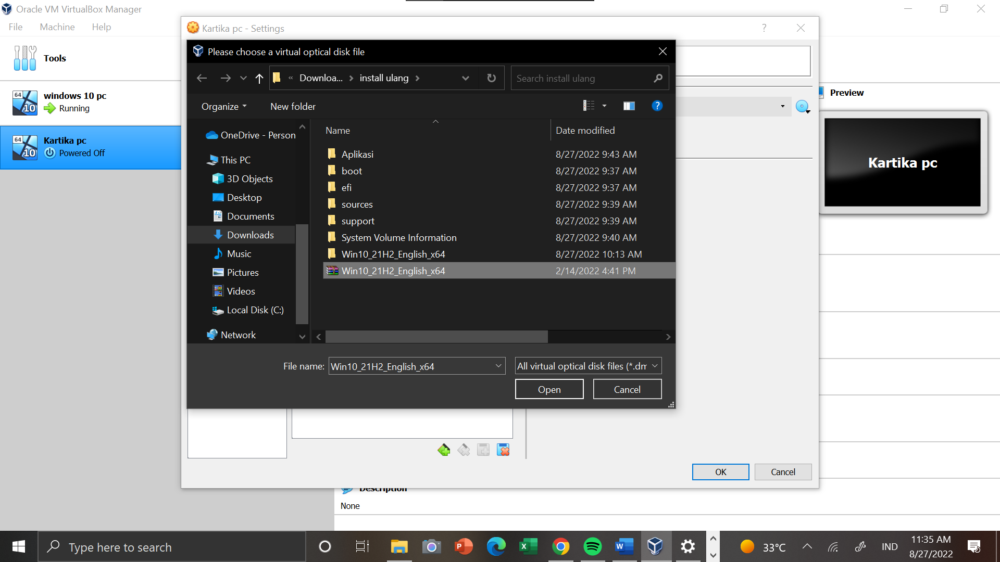 Oracle VM VirtualBox Manager
File Machine Help
Tools
64
10
windows 10 pc
Running
64
10
Kartika pc
Powered Off
Kartika pc - Settings
?
Please choose a virtual optical disk file
« Downloa... > install ulang >
Search install ulang
Organize
New folder
?
OneDrive - Person
This PC
3D Objects
Desktop
Documents
Downloads
Music
Pictures
Videos
Local Disk (C:)
Network
Name Date modified
Aplikasi 8/27/2022 9:43 AM
boot 8/27/2022 9:37 AM
efi 8/27/2022 9:37 AM
sources 8/27/2022 9:39 AM
support 8/27/2022 9:39 AM
System Volume Information 8/27/2022 9:40 AM
Win10_21H2_English_x64 8/27/2022 10:13 AM
Win10_21H2_English_x64 2/14/2022 4:41 PM
File name: Win10_21H2_English_x64
All virtual optical disk files (*.dm
Open Cancel
OK Cancel
Preview
Kartika pc
Description
None
Type here to search
33°C
IND
11:35 AM
8/27/2022